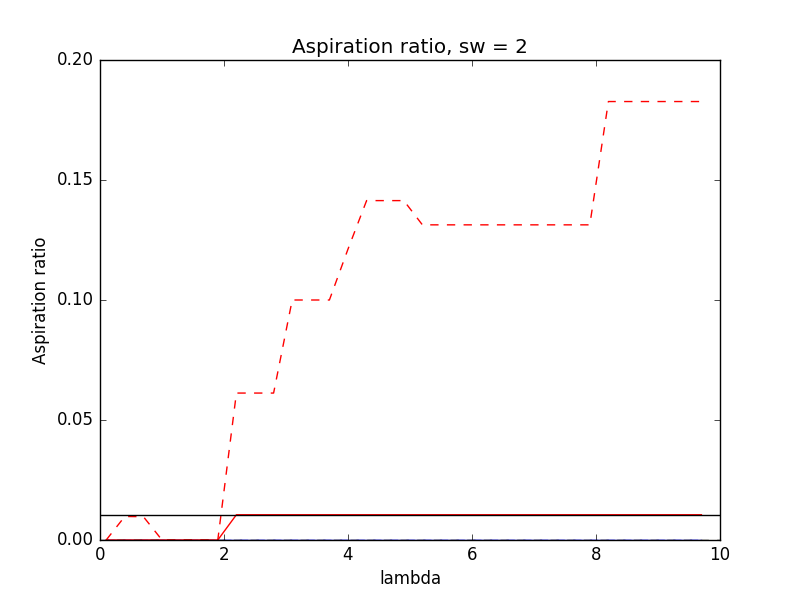 Aspiration ratio, sw = 2
0.20
0.15
0.10
0.05
0.00
Aspiration ratio
0 2 4 6 8 10
lambda